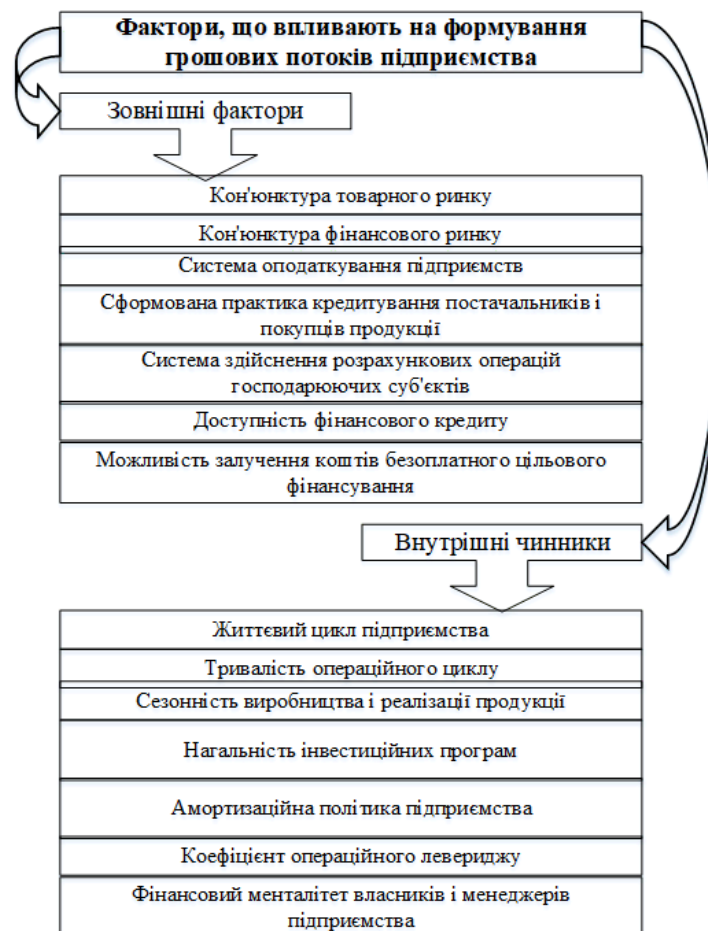 Фактори, що впливають на формування
грошових потоків підприємства
Зовнішні фактори
Кон'юнктура товарного ринку
Кон'юнктура фінансового ринку
Система оподаткування підприємств
Сформована практика кредитування постачальників і
покупців продукції
Система здійснення розрахункових операцій
господарюючих суб'єктів
Доступність фінансового кредиту
Можливість залучення коштів безоплатного цільового
фінансування
Внутрішні чинники
Життєвий цикл підприємства
Тривалість операційного циклу
Сезонність виробництва і реалізації продукції
Нагальність інвестиційних програм
Амортизаційна політика підприємства
Коефіцієнт операційного левериджу
Фінансовий менталітет власників і менеджерів
підприємства